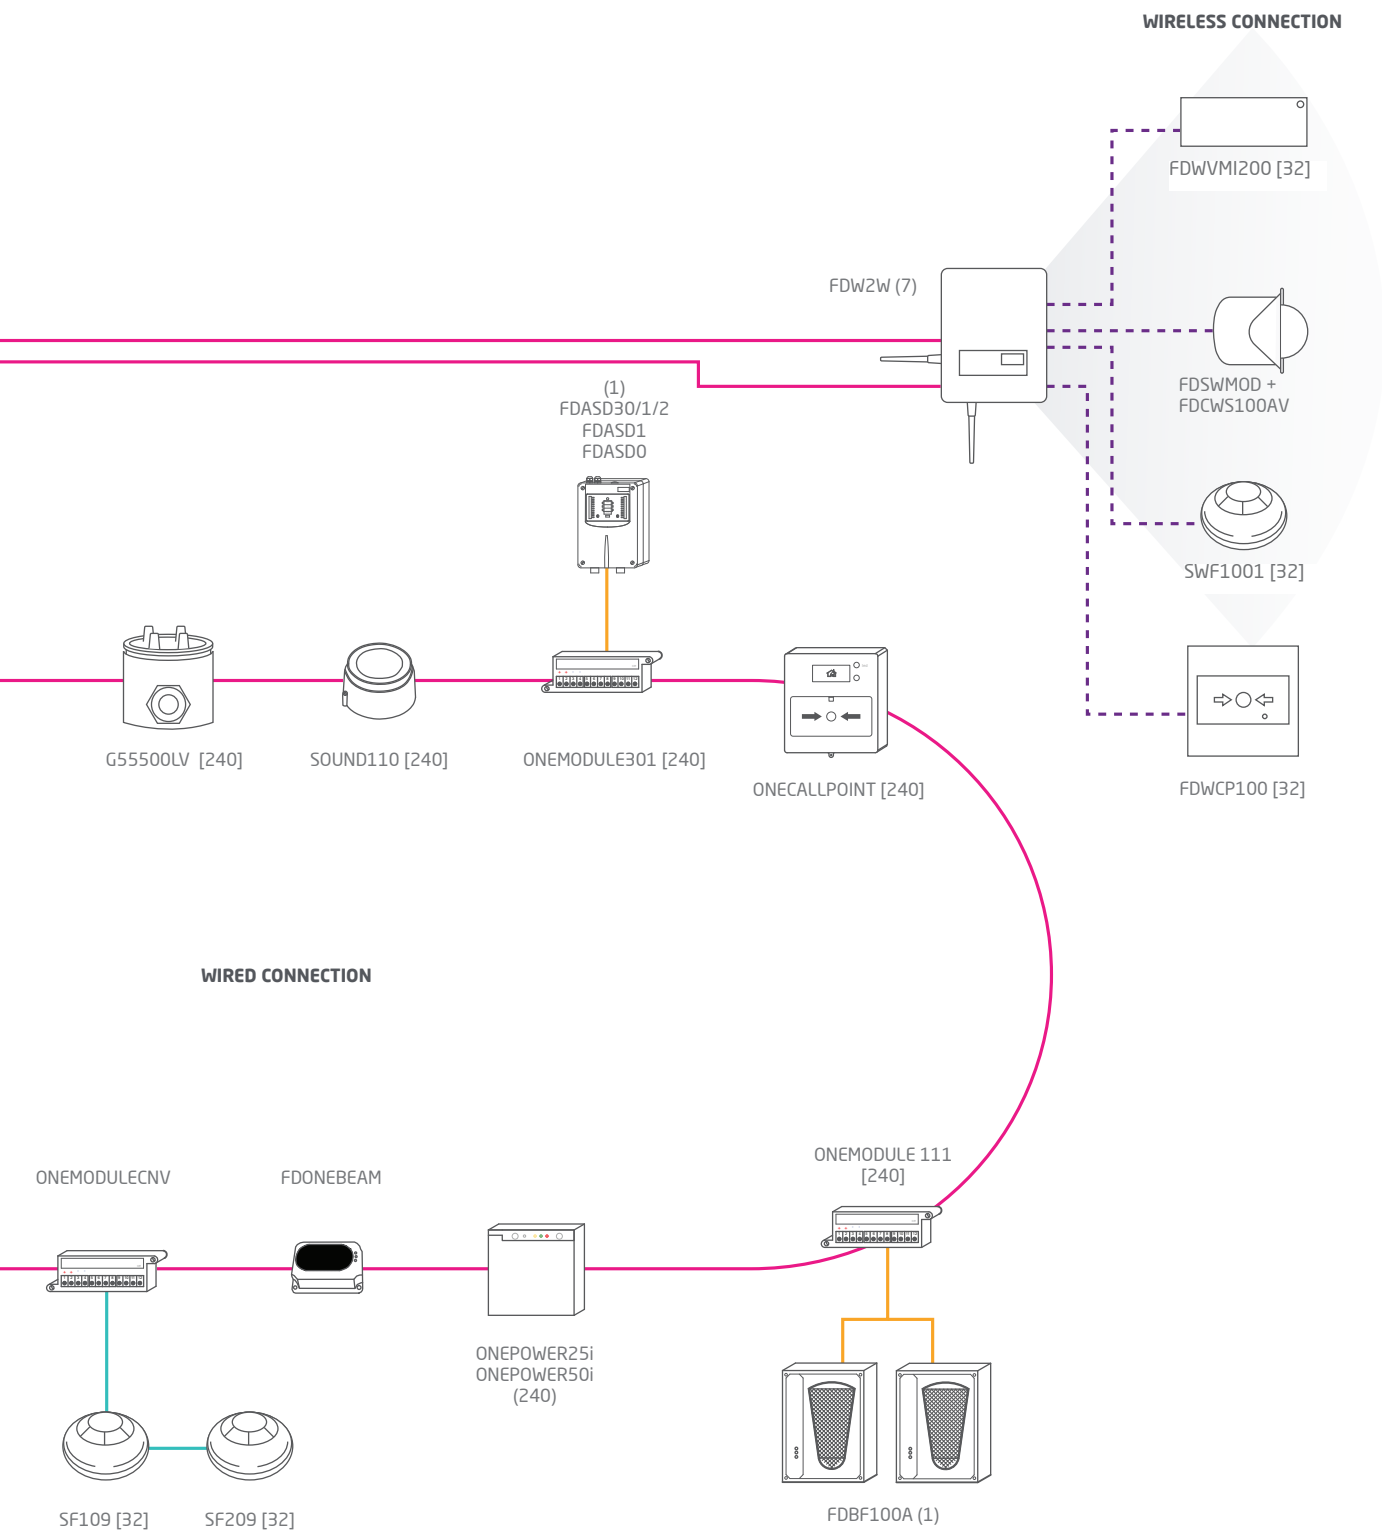 WIRELESS CONNECTION
FDWVMI200 [32]
FDW2W (7)
FDSWMOD +
FDCWS100AV
(1)
FDASD30/1/2
FDASD1
FDASD0
SWF1001 [32]
G55500LV [240]
SOUND110 [240]
ONEMODULE301 [240]
ONECALLPOINT [240]
FDWCP100 [32]
WIRED CONNECTION
ONEMODULECNV
FDONEBEAM
ONEMODULE 111
[240]
ONEPOWER25i
ONEPOWER50i
(240)
SF109 [32]
SF209 [32]
FDBF100A (1)